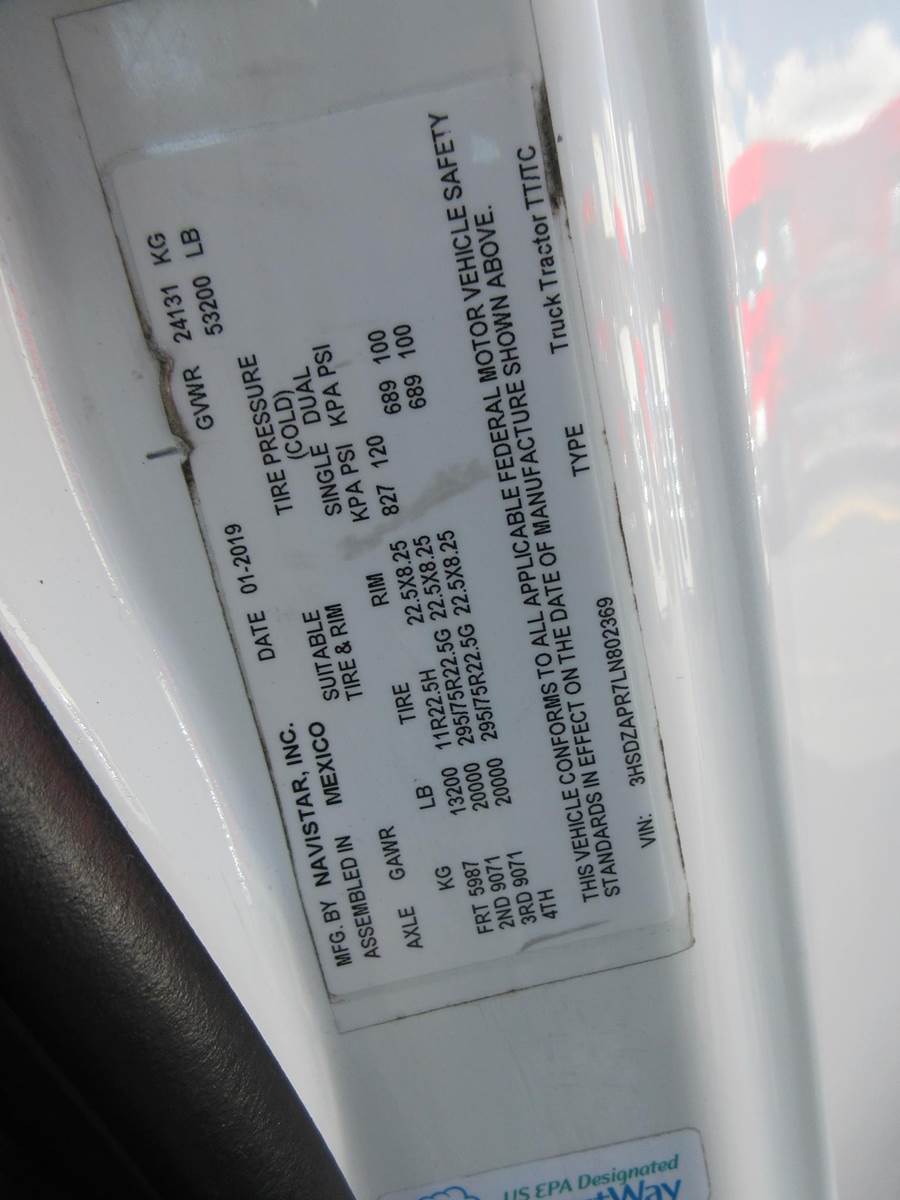 MFG. BY NAVISTAR, INC. DATE 01-2019 GVWR 24131 KG
ASSEMBLED IN MEXICO 53200 LB
SUITABLE TIRE PRESSURE
TIRE & RIM (COLD)
AXLE GAWR SINGLE DUAL
KG LB TIRE RIM KPA PSI KPA PSI
FRT 5987 13200 11R22.5H 22.5X8.25 827 120
2ND 9071 20000 295/75R22.5G 22.5X8.25 689 100
3RD 9071 20000 295/75R22.5G 22.5X8.25 689 100
4TH
THIS VEHICLE CONFORMS TO ALL APPLICABLE FEDERAL MOTOR VEHICLE SAFETY
STANDARDS IN EFFECT ON THE DATE OF MANUFACTURE SHOWN ABOVE.
VIN: 3HSDZAPR7LN802369 TYPE Truck Tractor TT/TC
US EPA Designated